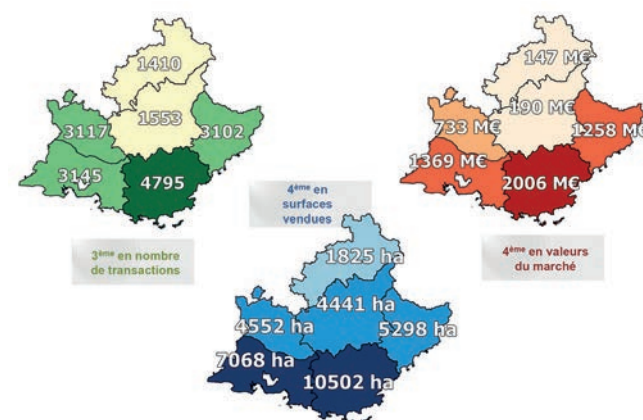 1410
1553
3117
3102
3145
4795
3ème en nombre
de transactions
147 M€
190 M€
733 M€
1258 M€
1369 M€
2006 M€
4ème en valeurs
du marché
4ème en
surfaces
vendues
1825 ha
4441 ha
4552 ha
5298 ha
7068 ha
10502 ha